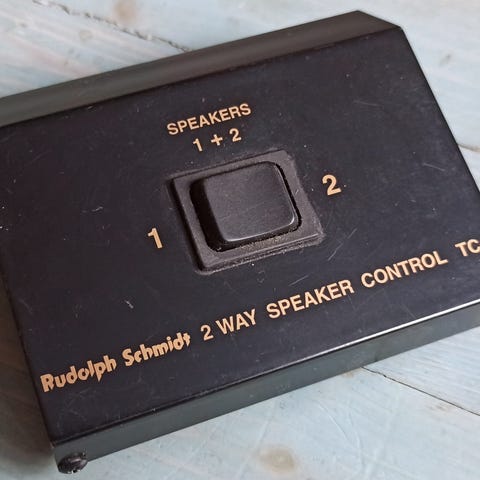 SPEAKERS
1 + 2
1
2
Rudolph Schmidt 2 WAY SPEAKER CONTROL TC